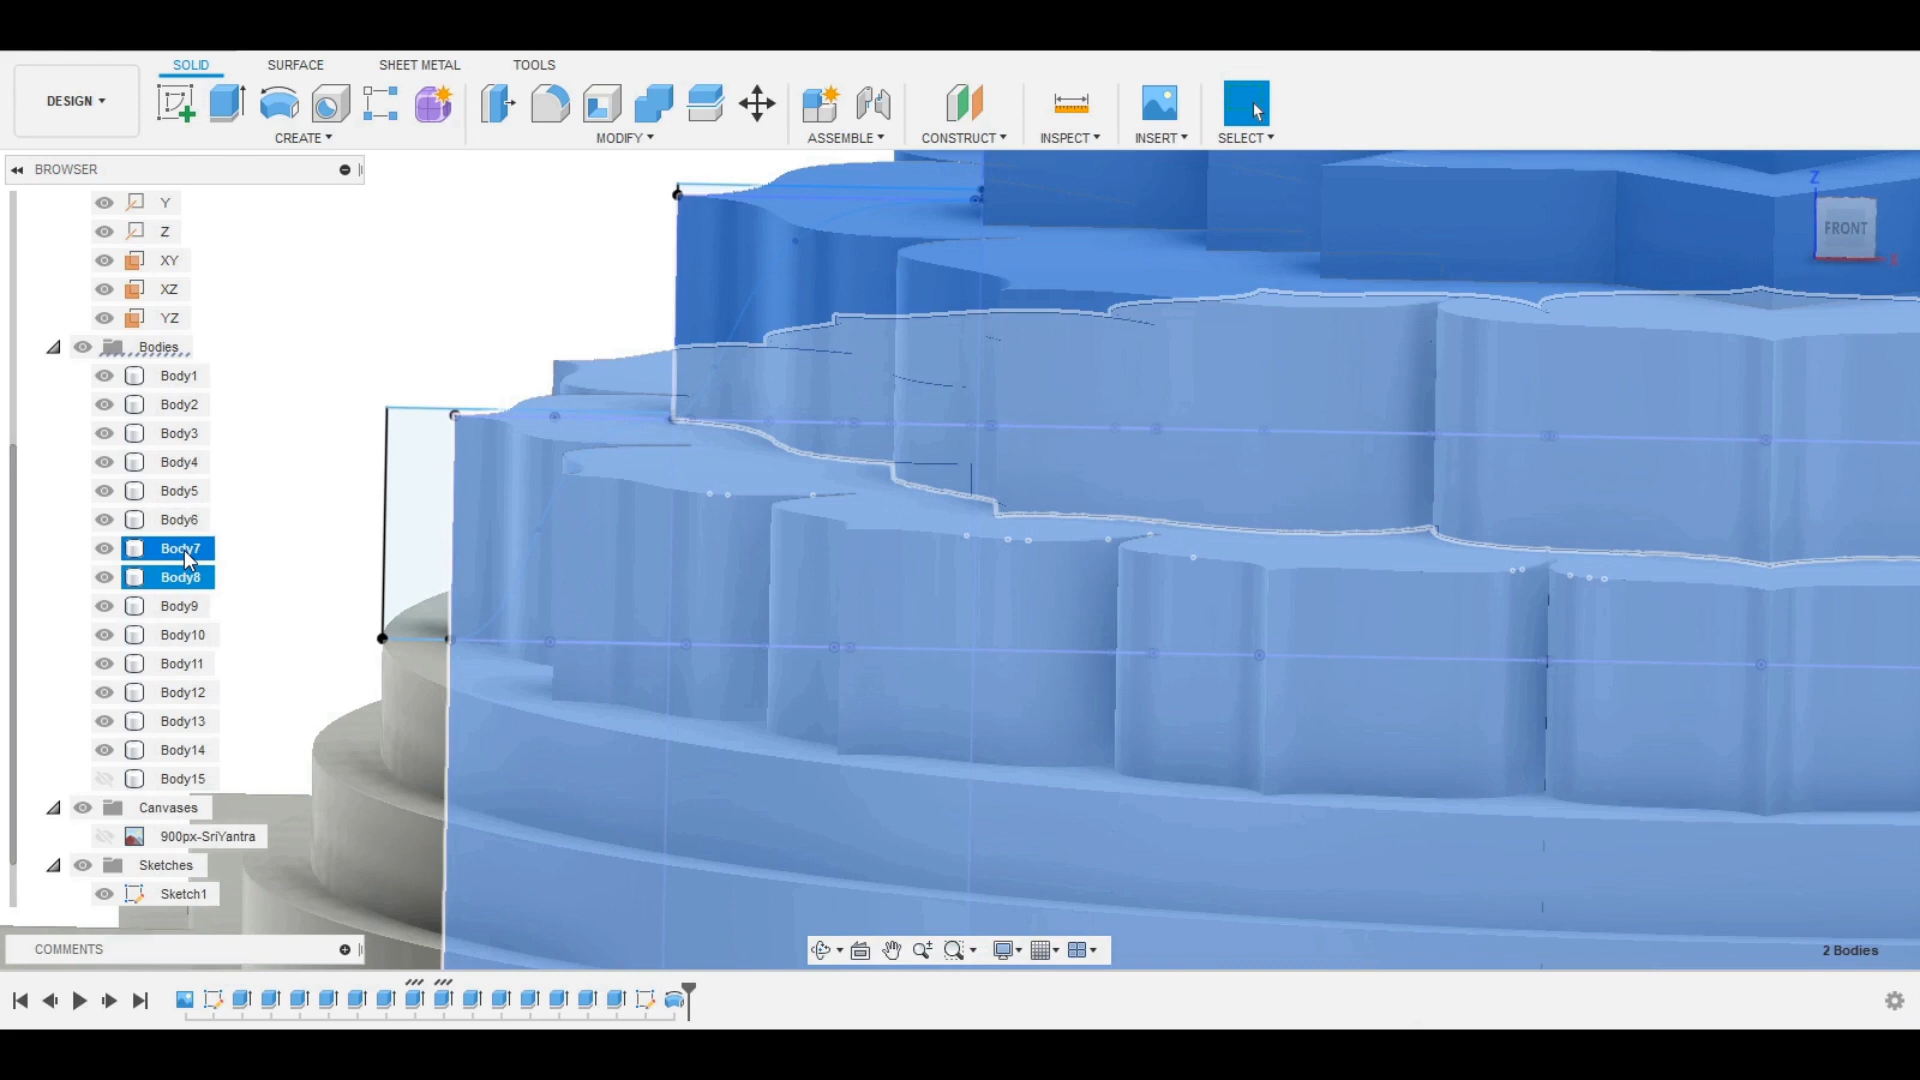 SOLID SURFACE SHEET METAL TOOLS
DESIGN
CREATE MODIFY ASSEMBLE CONSTRUCT INSPECT INSERT SELECT
BROWSER
Y
Z
XY
XZ
YZ
Bodies
Body1
Body2
Body3
Body4
Body5
Body6
Body7
Body8
Body9
Body10
Body11
Body12
Body13
Body14
Body15
Canvases
900px-SriYantra
Sketches
Sketch1
COMMENTS
Z
FRONT
X
2 Bodies